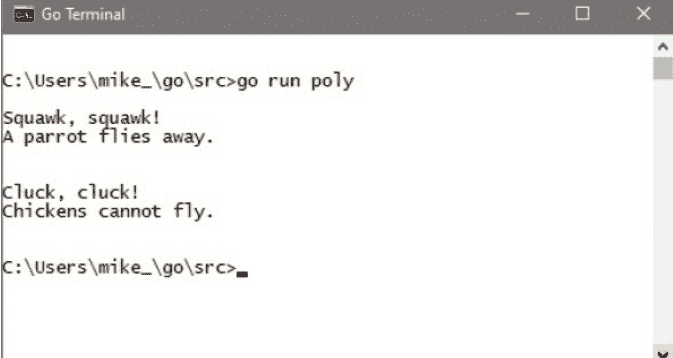 Go Terminal
C:\Users\mike_\go\src>go run poly
Squawk, squawk!
A parrot flies away.
Cluck, cluck!
Chickens cannot fly.
C:\Users\mike_\go\src>